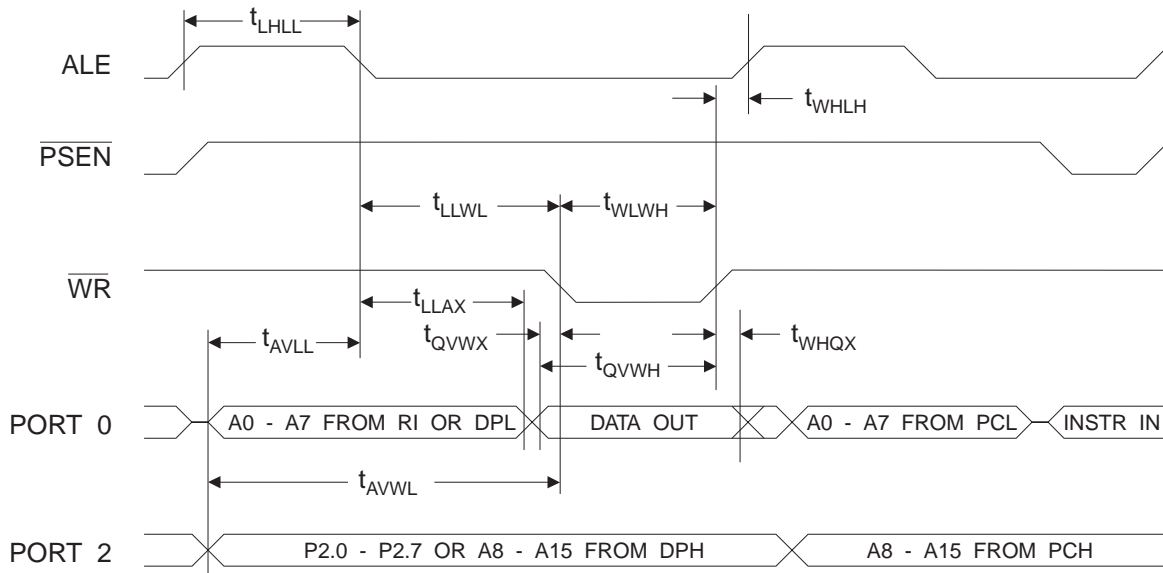 tLHLL
ALE
tWHLH
PSEN
tLLWL
tWLWH
WR
tLLAX
tQVWX
tWHQX
tAVLL
tQVWH
PORT 0
A0 - A7 FROM RI OR DPL
DATA OUT
A0 - A7 FROM PCL
INSTR IN
tAVWL
PORT 2
P2.0 - P2.7 OR A8 - A15 FROM DPH
A8 - A15 FROM PCH